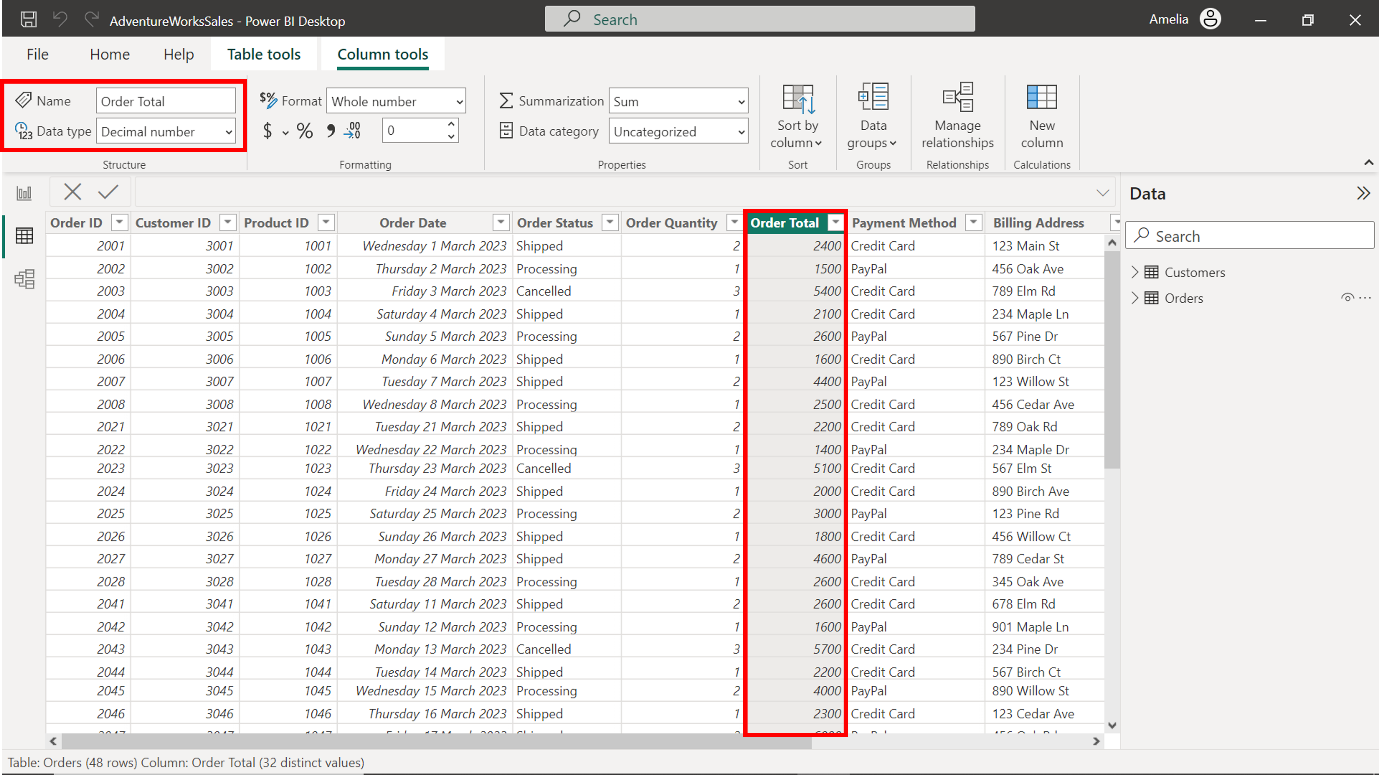 AdventureWorksSales - Power BI Desktop
Search
Amelia
File Home Help Table tools Column tools
Name Order Total
Data type Decimal number
Structure
$% Format Whole number
$ % 9 .00 →.0 0
Formatting
Summarization Sum
Data category Uncategorized
Properties
Sort by
column
Sort
Data
groups
Groups
Manage
relationships
Relationships
New
column
Calculations
Order ID Customer ID Product ID Order Date Order Status Order Quantity Order Total Payment Method Billing Address
2001 3001 1001 Wednesday 1 March 2023 Shipped 2 2400 Credit Card 123 Main St
2002 3002 1002 Thursday 2 March 2023 Processing 1 1500 PayPal 456 Oak Ave
2003 3003 1003 Friday 3 March 2023 Cancelled 3 5400 Credit Card 789 Elm Rd
2004 3004 1004 Saturday 4 March 2023 Shipped 1 2100 Credit Card 234 Maple Ln
2005 3005 1005 Sunday 5 March 2023 Processing 2 2600 PayPal 567 Pine Dr
2006 3006 1006 Monday 6 March 2023 Shipped 1 1600 Credit Card 890 Birch Ct
2007 3007 1007 Tuesday 7 March 2023 Shipped 2 4400 PayPal 123 Willow St
2008 3008 1008 Wednesday 8 March 2023 Processing 1 2500 Credit Card 456 Cedar Ave
2021 3021 1021 Tuesday 21 March 2023 Shipped 2 2200 Credit Card 789 Oak Rd
2022 3022 1022 Wednesday 22 March 2023 Processing 1 1400 PayPal 234 Maple Dr
2023 3023 1023 Thursday 23 March 2023 Cancelled 3 5100 Credit Card 567 Elm St
2024 3024 1024 Friday 24 March 2023 Shipped 1 2000 Credit Card 890 Birch Ave
2025 3025 1025 Saturday 25 March 2023 Processing 2 3000 PayPal 123 Pine Rd
2026 3026 1026 Sunday 26 March 2023 Shipped 1 1800 Credit Card 456 Willow Ct
2027 3027 1027 Monday 27 March 2023 Shipped 2 4600 PayPal 789 Cedar St
2028 3028 1028 Tuesday 28 March 2023 Processing 1 2600 Credit Card 345 Oak Ave
2041 3041 1041 Saturday 11 March 2023 Shipped 2 2600 Credit Card 678 Elm Rd
2042 3042 1042 Sunday 12 March 2023 Processing 1 1600 PayPal 901 Maple Ln
2043 3043 1043 Monday 13 March 2023 Cancelled 3 5700 Credit Card 234 Pine Dr
2044 3044 1044 Tuesday 14 March 2023 Shipped 1 2200 Credit Card 567 Birch Ct
2045 3045 1045 Wednesday 15 March 2023 Processing 2 4000 PayPal 890 Willow St
2046 3046 1046 Thursday 16 March 2023 Shipped 1 2300 Credit Card 123 Cedar Ave
Data
Search
Customers
Orders
Table: Orders (48 rows) Column: Order Total (32 distinct values)